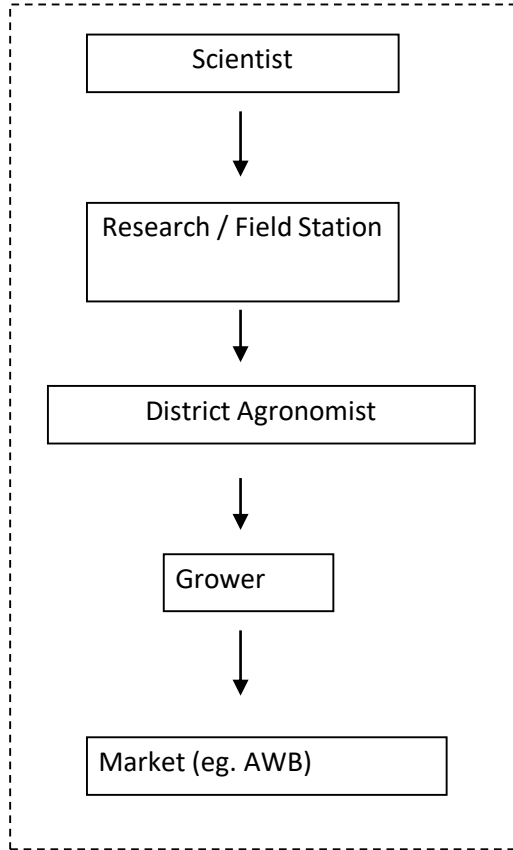 Scientist
Research / Field Station
District Agronomist
Grower
Market (eg. AWB)